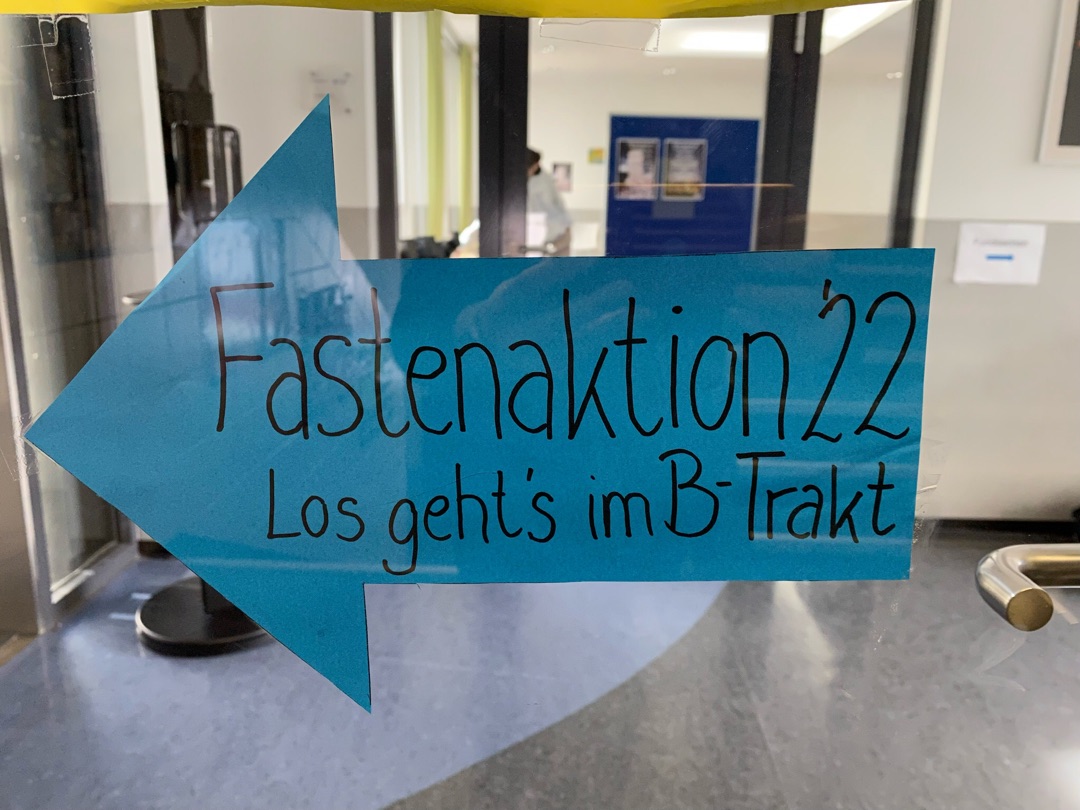 Fastenaktion '22
Los geht's im B-Trakt